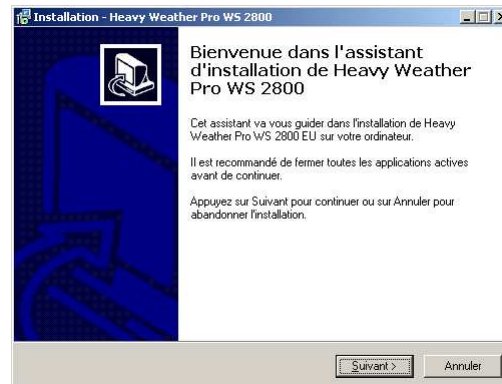 Installation - Heavy Weather Pro WS 2800
Bienvenue dans l'assistant
d'installation de Heavy Weather
Pro WS 2800
Cet assistant va vous guider dans l'installation de Heavy
Weather Pro WS 2800 EU sur votre ordinateur.
Il est recommandé de fermer toutes les applications actives
avant de continuer.
Appuyez sur Suivant pour continuer ou sur Annuler pour
abandonner l'installation.
Suivant >
Annuler